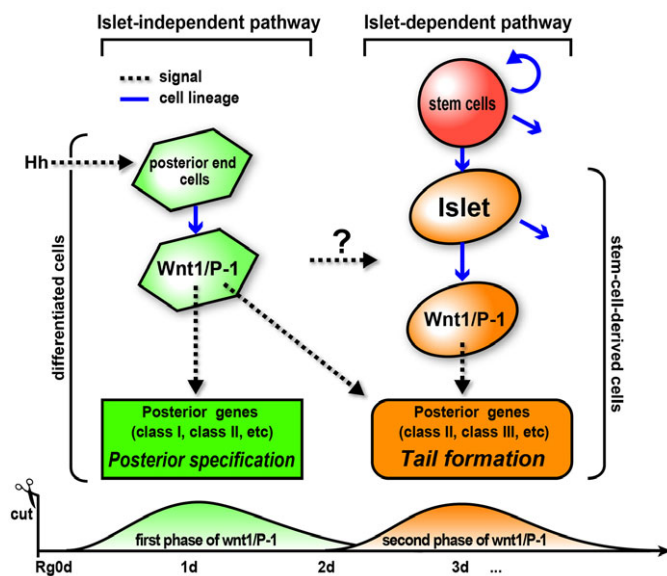 Islet-independent pathway
Islet-dependent pathway
signal
cell lineage
stem cells
Hh
posterior end
cells
Islet
?
Wnt1/P-1
Wnt1/P-1
differentiated cells
stem-cell-derived cells
Posterior genes
(class I, class II, etc)
Posterior specification
Posterior genes
(class II, class III, etc)
Tail formation
cut
first phase of wnt1/P-1
second phase of wnt1/P-1
Rg0d 1d 2d 3d ...